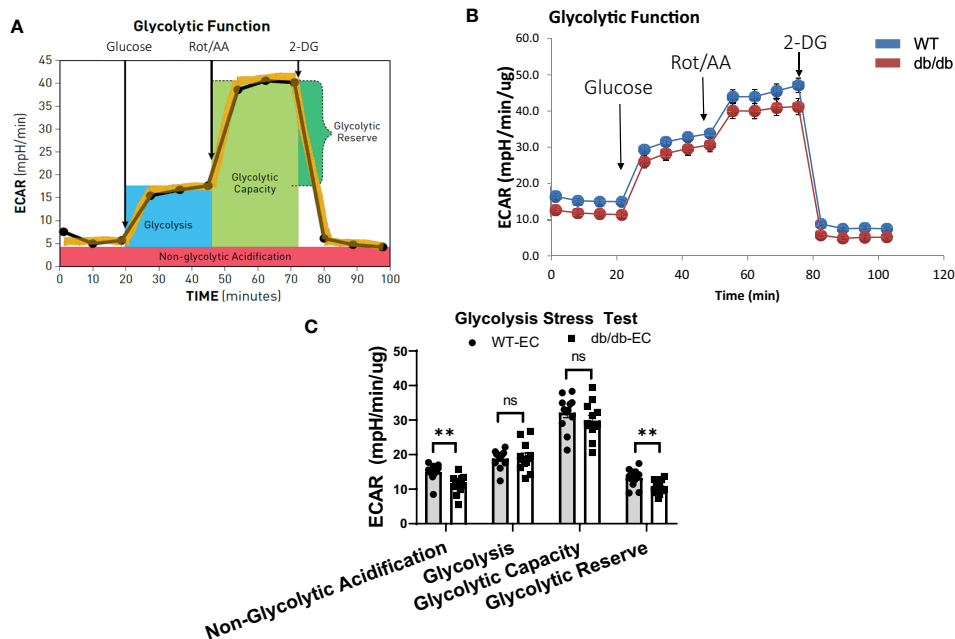 A
Glycolytic Function
Glucose
Rot/AA
2-DG
45
40
35
30
25
20
15
10
5
0
ECAR (mpH/min)
Glycolytic
Reserve
Glycolytic
Capacity
Glycolysis
Non-glycolytic Acidification
0 10 20 30 40 50 60 70 80 90 100
TIME (minutes)
B
Glycolytic Function
2-DG
WT
db/db
Rot/AA
Glucose
50.0
40.0
30.0
20.0
10.0
0.0
ECAR (mpH/min/ug)
0 20 40 60 80 100 120
Time (min)
C
Glycolysis Stress Test
WT-EC
db/db-EC
50
40
30
20
10
0
ECAR (mpH/min/ug)
**
ns
ns
**
Non-Glycolytic Acidification
Glycolysis
Glycolytic Capacity
Glycolytic Reserve